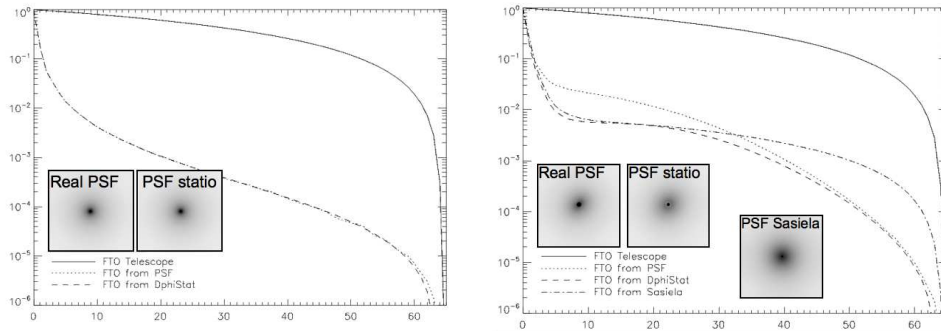 10⁰
10⁻¹
10⁻²
10⁻³
10⁻⁴
10⁻⁵
10⁻⁶
Real PSF
PSF statio
FTO Telescope
FTO from PSF
FTO from DphiStat
0 10 20 30 40 50 60
10⁰
10⁻¹
10⁻²
10⁻³
10⁻⁴
10⁻⁵
10⁻⁶
Real PSF
PSF statio
PSF Sasiela
FTO Telescope
FTO from PSF
FTO from DphiStat
FTO from Sasiela
0 10 20 30 40 50 60